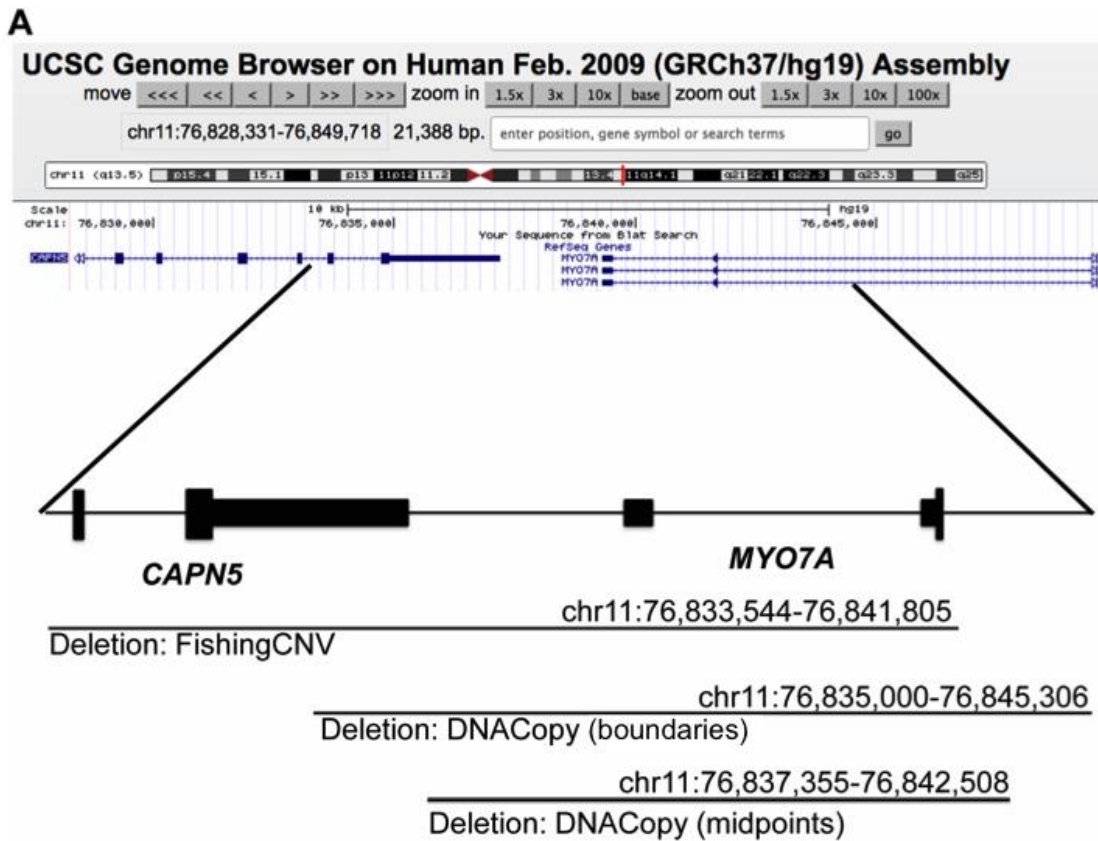 A
UCSC Genome Browser on Human Feb. 2009 (GRCh37/hg19) Assembly
move <<< << < > >> >>> zoom in 1.5x 3x 10x base zoom out 1.5x 3x 10x 100x
chr11:76,828,331-76,849,718 21,388 bp. enter position, gene symbol or search terms go
chr11 (q13.5) p15.4 15.1 p13 11p12 11.2 13.4 11q14.1 q21 22.1 q22.3 q23.3 q25
Scale 10 kb hg19
chr11: 76,830,000 76,835,000 76,840,000 76,845,000
Your Sequence from Blat Search
RefSeq Genes
CAPN5 MYO7A
MYO7A
MYO7A
CAPN5 MYO7A
chr11:76,833,544-76,841,805
Deletion: FishingCNV
chr11:76,835,000-76,845,306
Deletion: DNACopy (boundaries)
chr11:76,837,355-76,842,508
Deletion: DNACopy (midpoints)